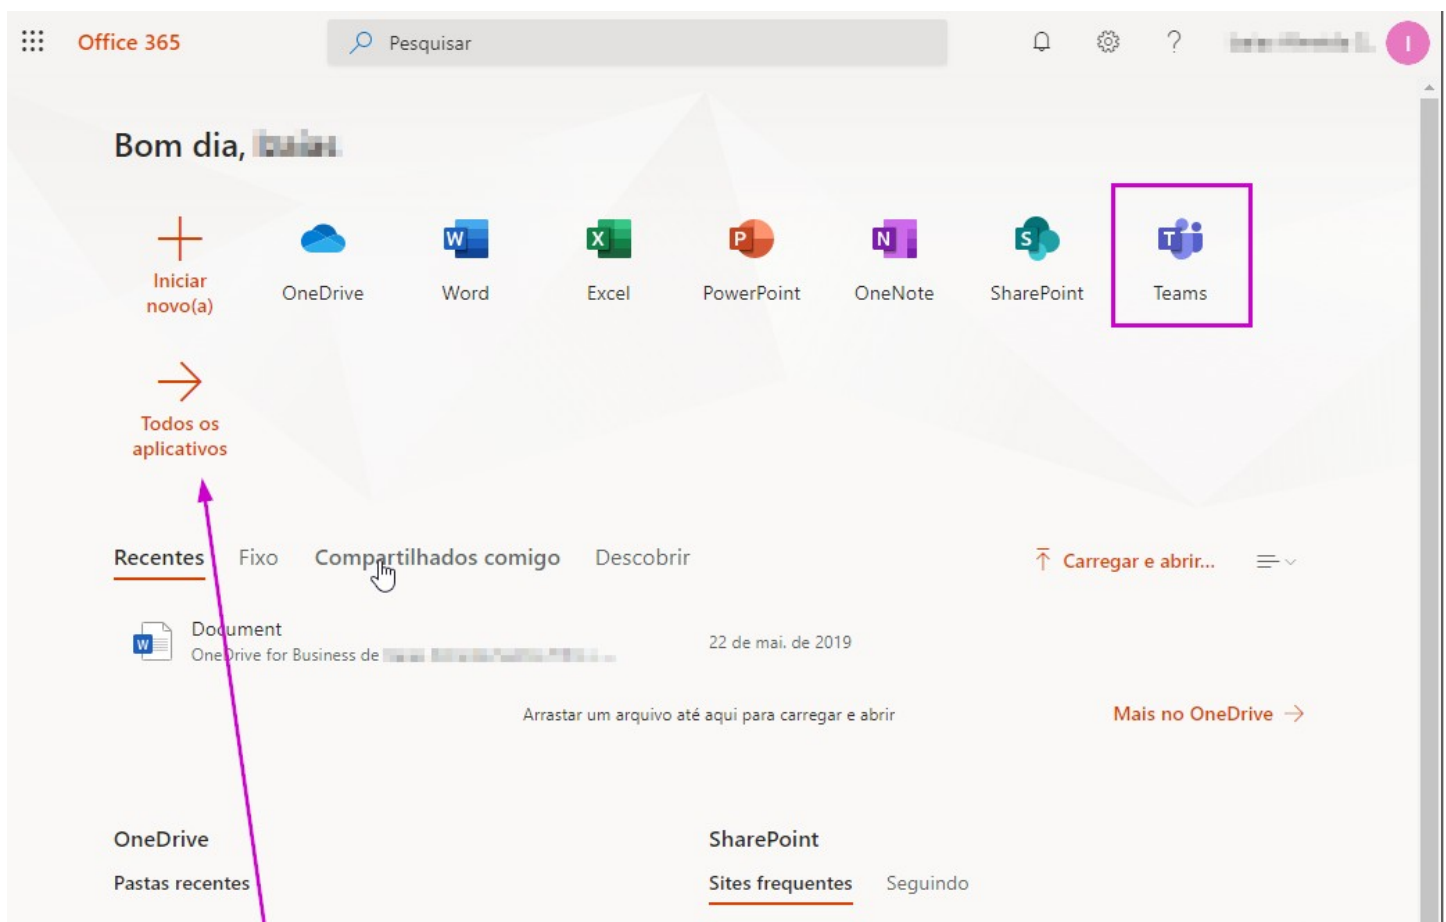 Office 365
Pesquisar
I
Bom dia,
Iniciar novo(a)
OneDrive
Word
Excel
PowerPoint
OneNote
SharePoint
Teams
Todos os
aplicativos
Recentes Fixo Compartilhados comigo Descobrir
Carregar e abrir...
Document
OneDrive for Business de
22 de mai. de 2019
Arrastar um arquivo até aqui para carregar e abrir
Mais no OneDrive
OneDrive
Pastas recentes
SharePoint
Sites frequentes Seguindo